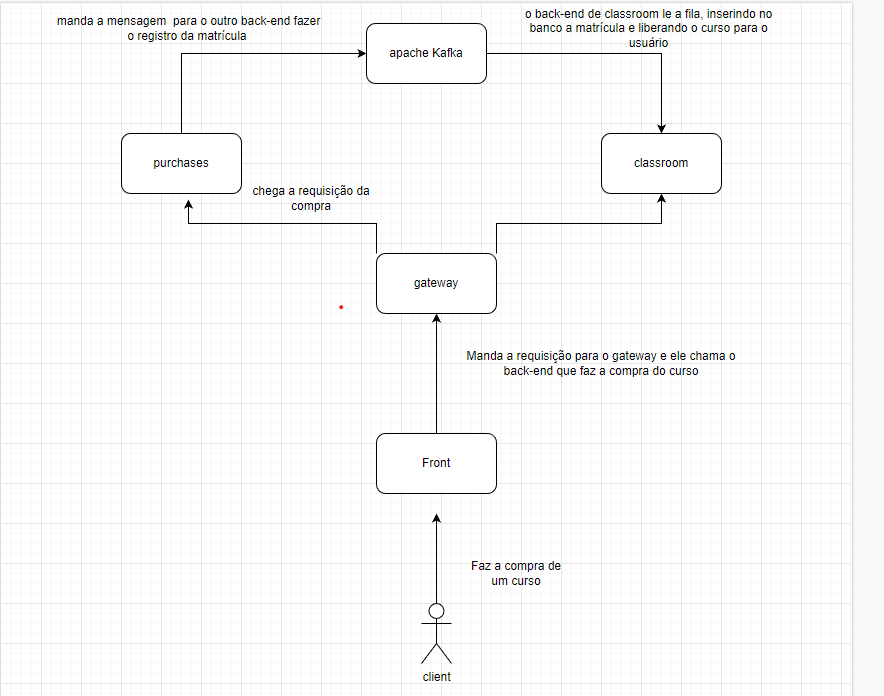 manda a mensagem  para o outro back-end fazer
o registro da matrícula
apache Kafka
o back-end de classroom le a fila, inserindo no
banco a matrícula e liberando o curso para o
usuário
purchases
classroom
chega a requisição da
compra
gateway
Manda a requisição para o gateway e ele chama o
back-end que faz a compra do curso
Front
Faz a compra de
um curso
client